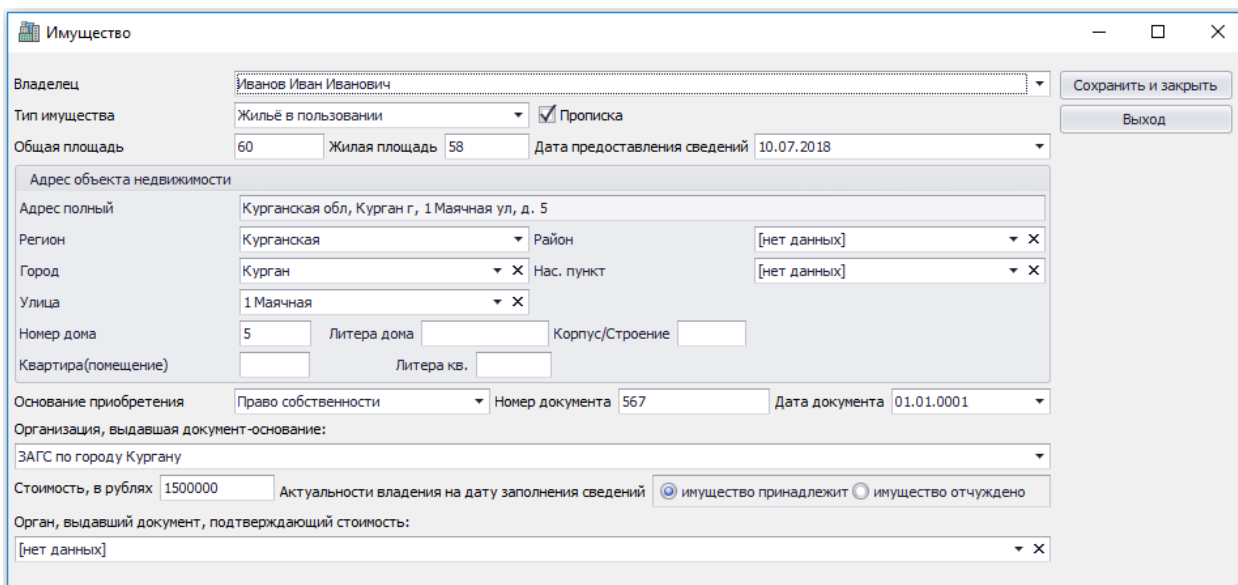 Имущество
Владелец Иванов Иван Иванович Сохранить и закрыть
Тип имущества Жильё в пользовании Прописка Выход
Общая площадь 60 Жилая площадь 58 Дата предоставления сведений 10.07.2018
Адрес объекта недвижимости
Адрес полный Курганская обл, Курган г, 1 Маячная ул, д. 5
Регион Курганская Район [нет данных]
Город Курган Нас. пункт [нет данных]
Улица 1 Маячная
Номер дома 5 Литера дома Корпус/Строение
Квартира(помещение) Литера кв.
Основание приобретения Право собственности Номер документа 567 Дата документа 01.01.0001
Организация, выдавшая документ-основание:
ЗАГС по городу Кургану
Стоимость, в рублях 1500000 Актуальности владения на дату заполнения сведений имущество принадлежит имущество отчуждено
Орган, выдавший документ, подтверждающий стоимость:
[нет данных]